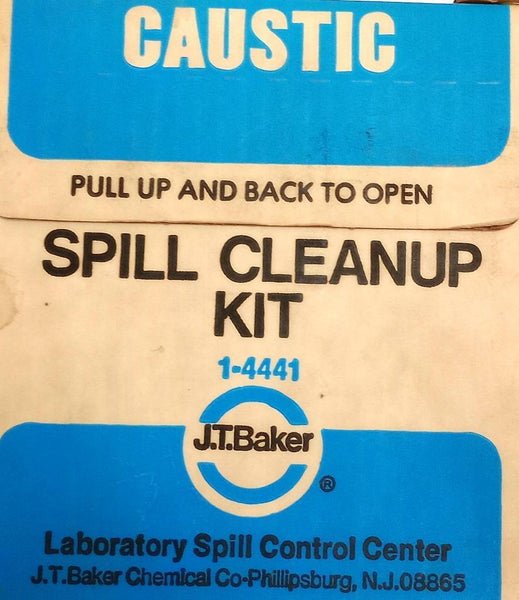 CAUSTIC
PULL UP AND BACK TO OPEN
SPILL CLEANUP
KIT
1-4441
J.T.Baker
®
Laboratory Spill Control Center
J.T.Baker Chemical Co-Phillipsburg, N.J.08865